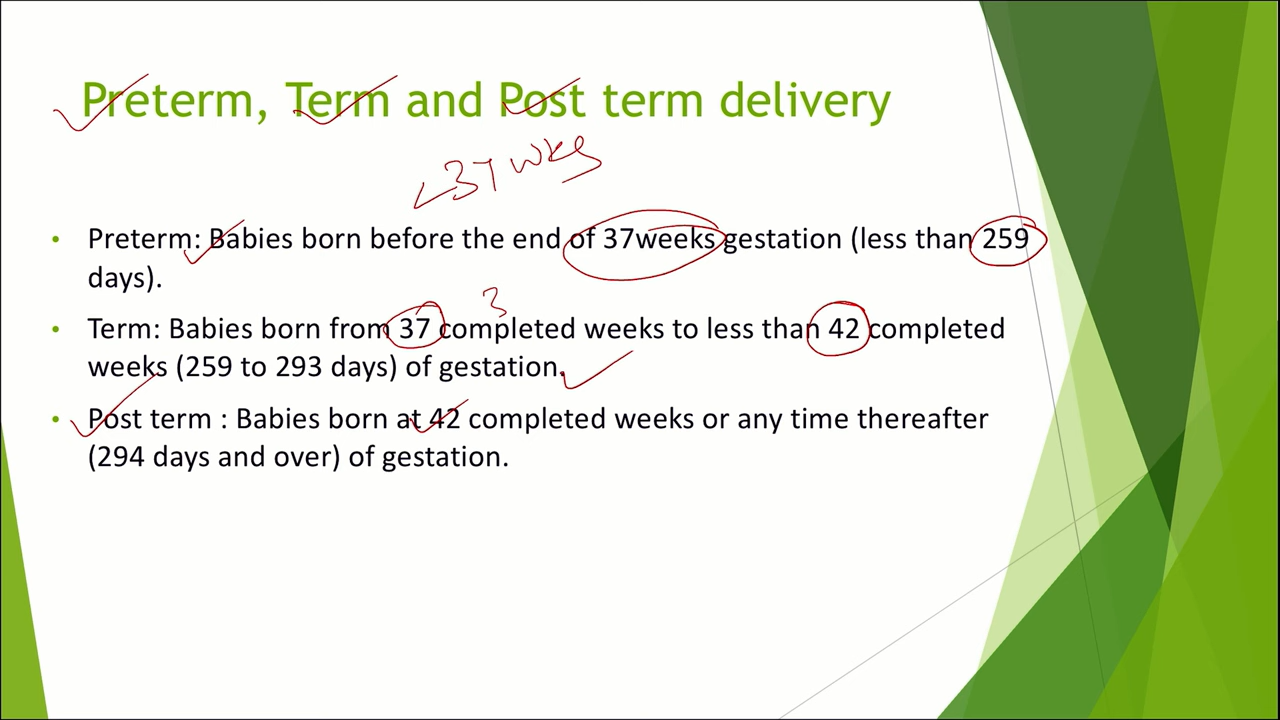 Preterm, Term and Post term delivery
<37 wks
• Preterm: Babies born before the end of 37weeks gestation (less than 259
days).
3
• Term: Babies born from 37 completed weeks to less than 42 completed
weeks (259 to 293 days) of gestation.
• Post term : Babies born at 42 completed weeks or any time thereafter
(294 days and over) of gestation.